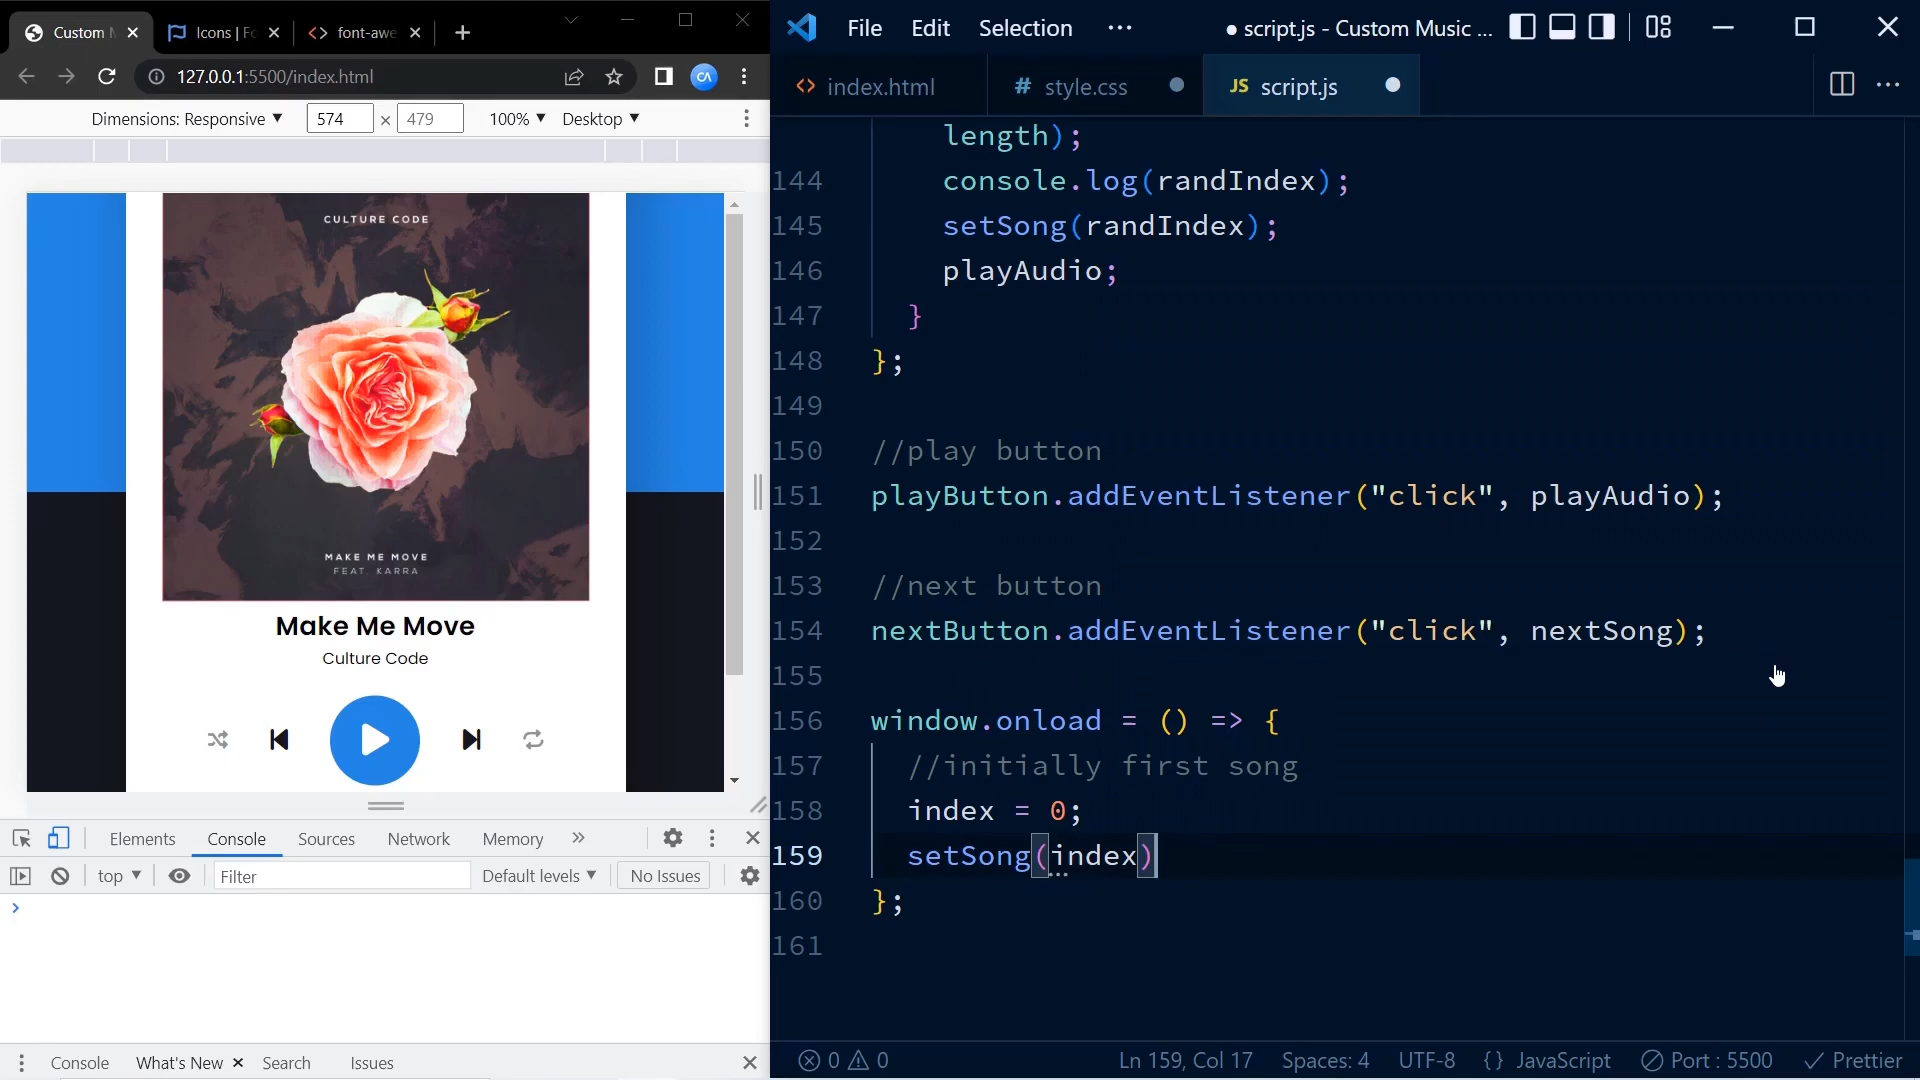 Custom M
Icons | Fo
font-awe
127.0.0.1:5500/index.html
CA
Dimensions: Responsive
574
×
479
100%
Desktop
CULTURE CODE
MAKE ME MOVE
FEAT. KARRA
Make Me Move
Culture Code
Elements
Console
Sources
Network
Memory
top
Filter
Default levels
No Issues
Console
What's New
Search
Issues
File
Edit
Selection
● script.js - Custom Music ...
<> index.html
# style.css
JS script.js
length);
144 console.log(randIndex);
145 setSong(randIndex);
146 playAudio;
147 }
148 };
149
150 //play button
151 playButton.addEventListener("click", playAudio);
152
153 //next button
154 nextButton.addEventListener("click", nextSong);
155
156 window.onload = () => {
157 //initially first song
158 index = 0;
159 setSong(index)
160 };
161
0
0
Ln 159, Col 17
Spaces: 4
UTF-8
{} JavaScript
Port : 5500
Prettier